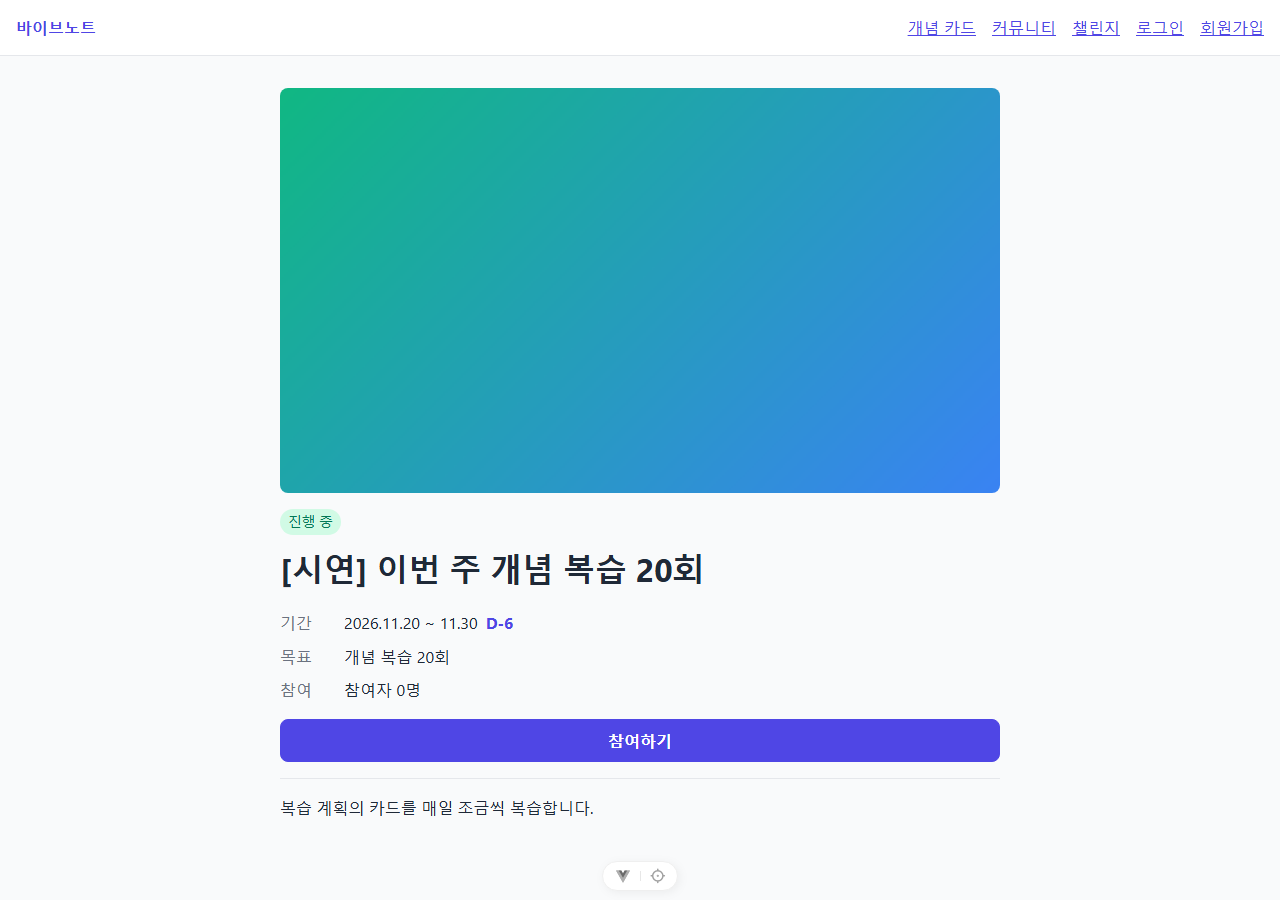 바이브노트
개념 카드 커뮤니티 챌린지 로그인 회원가입
진행 중
[시연] 이번 주 개념 복습 20회
기간 2026.11.20 ~ 11.30 D-6
목표 개념 복습 20회
참여 참여자 0명
참여하기
복습 계획의 카드를 매일 조금씩 복습합니다.